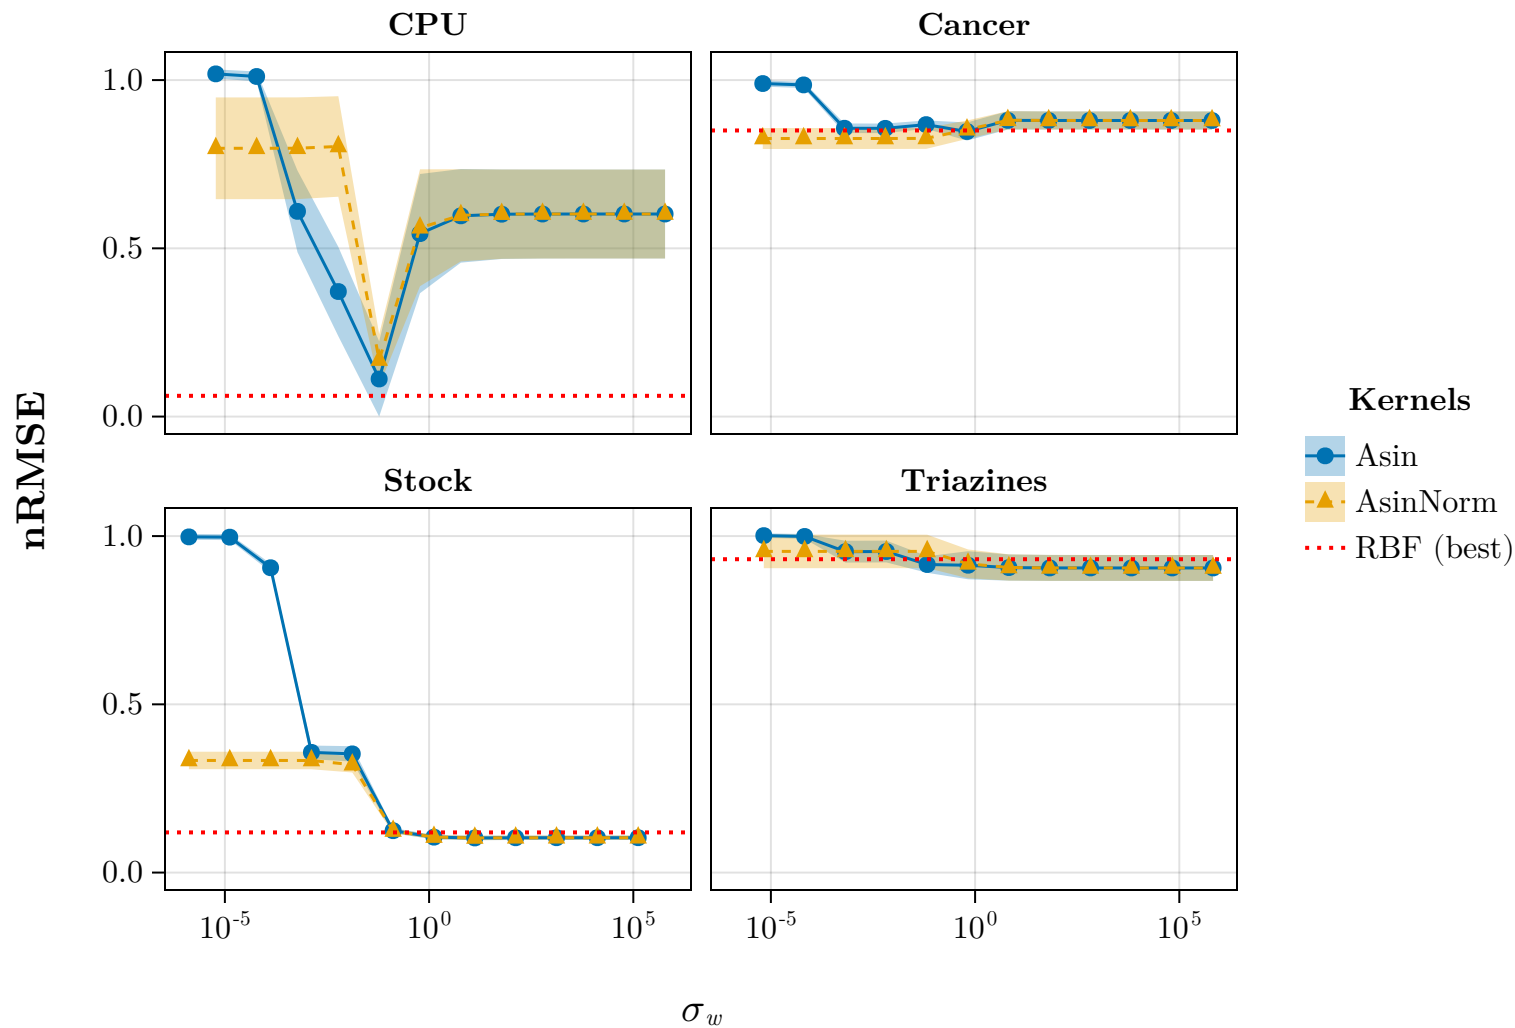 CPU
Cancer
1.0
0.5
0.0
nRMSE
Kernels
Asin
AsinNorm
RBF (best)
Stock
Triazines
1.0
0.5
0.0
10⁻⁵
10⁰
10⁵
10⁻⁵
10⁰
10⁵
σ_w